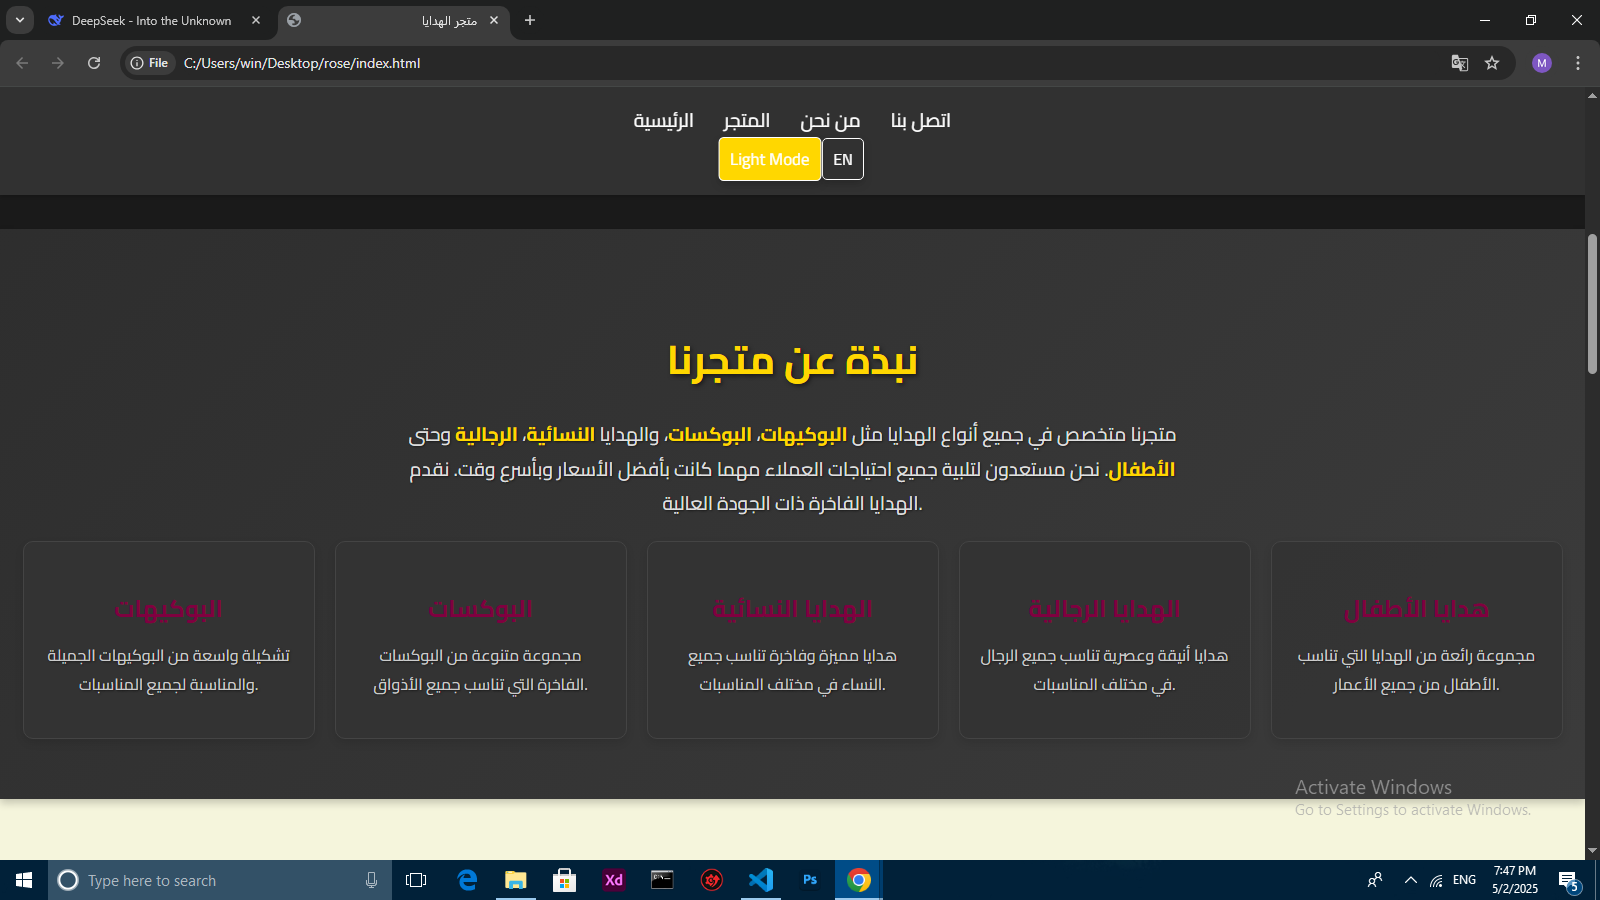 DeepSeek - Into the Unknown
متجر الهدايا
File
C:/Users/win/Desktop/rose/index.html
M
الرئيسية
المتجر
من نحن
اتصل بنا
Light Mode
EN
نبذة عن متجرنا
متجرنا متخصص في جميع أنواع الهدايا مثل البوكيهات، البوكسات، والهدايا النسائية، الرجالية وحتى
الأطفال. نحن مستعدون لتلبية جميع احتياجات العملاء مهما كانت بأفضل الأسعار وبأسرع وقت. نقدم
الهدايا الفاخرة ذات الجودة العالية.
البوكيهات
تشكيلة واسعة من البوكيهات الجميلة
والمناسبة لجميع المناسبات.
البوكسات
مجموعة متنوعة من البوكسات
الفاخرة التي تناسب جميع الأذواق.
الهدايا النسائية
هدايا مميزة وفاخرة تناسب جميع
النساء في مختلف المناسبات.
الهدايا الرجالية
هدايا أنيقة وعصرية تناسب جميع الرجال
في مختلف المناسبات.
هدايا الأطفال
مجموعة رائعة من الهدايا التي تناسب
الأطفال من جميع الأعمار.
Activate Windows
Go to Settings to activate Windows.
Type here to search
Xd
Ps
ENG
7:47 PM
5/2/2025
5